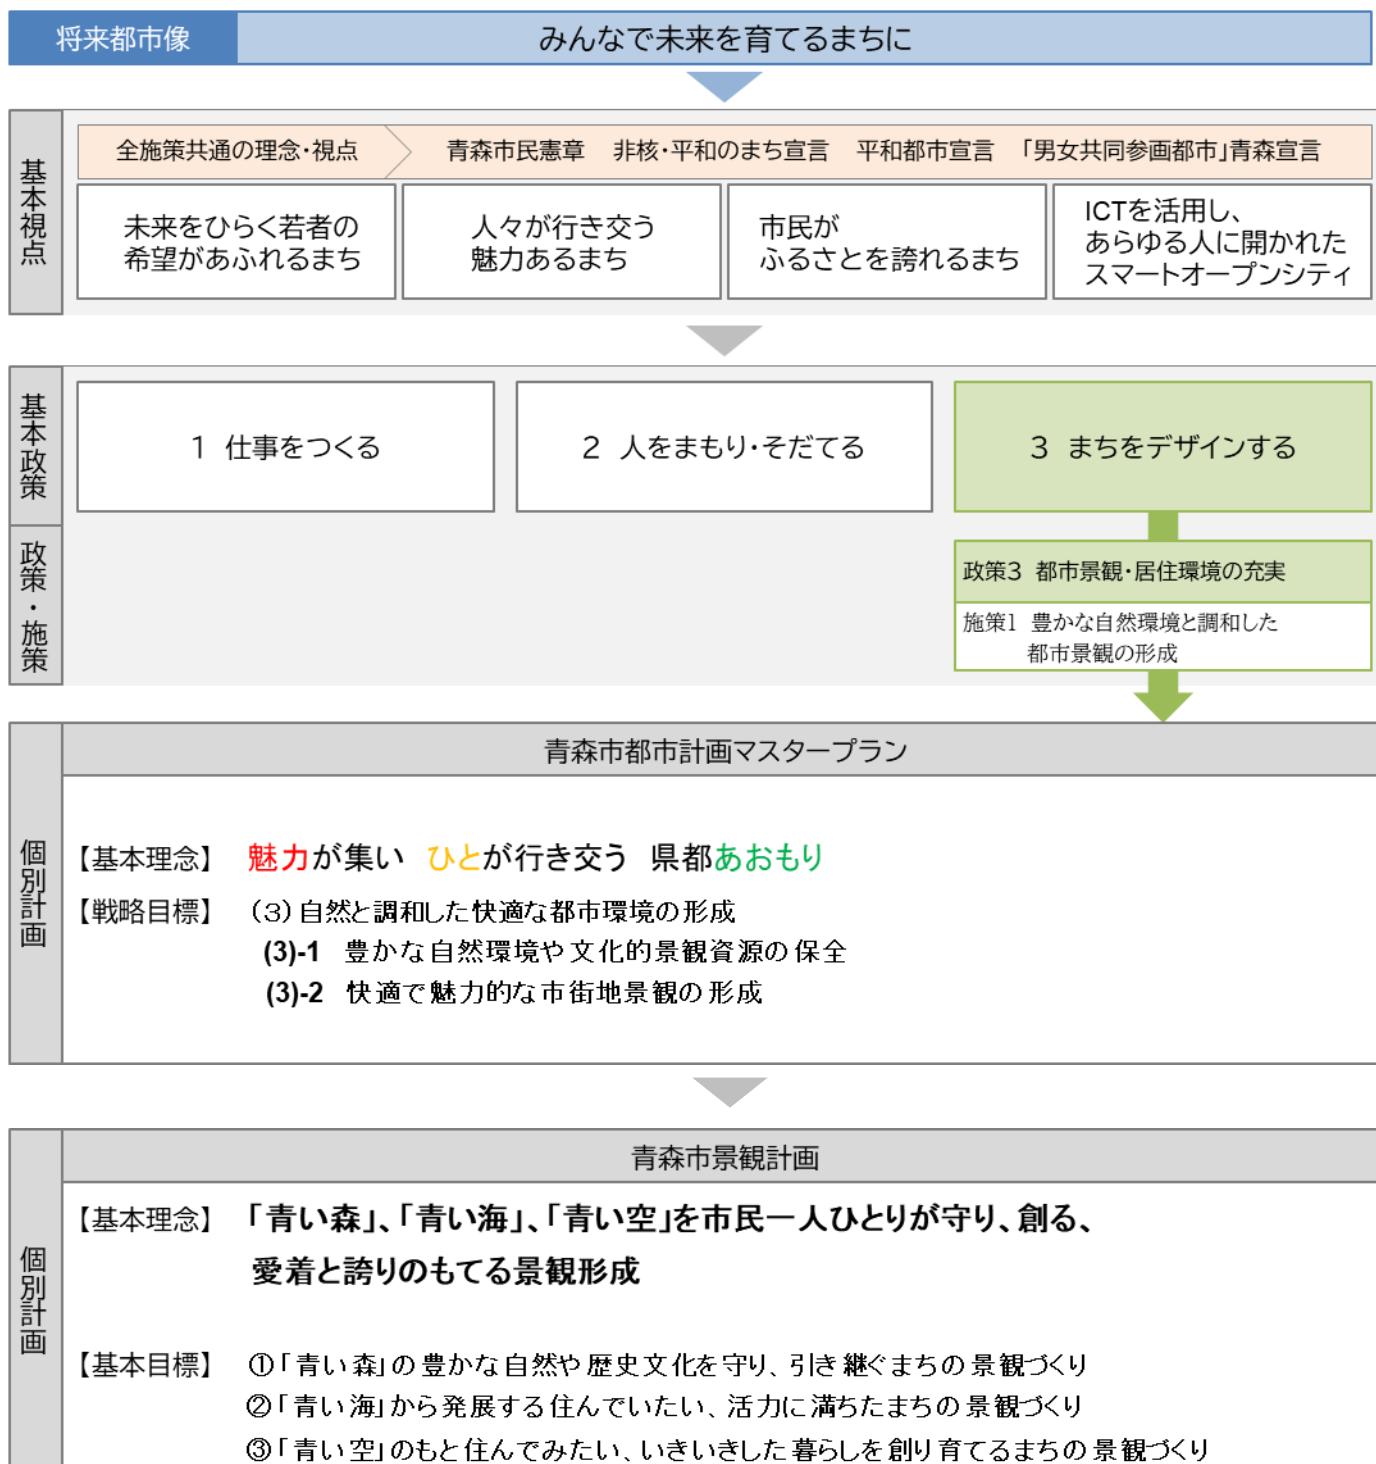 将来都市像
みんなで未来を育てるまちに
基本視点
全施策共通の理念・視点
青森市民憲章　非核・平和のまち宣言　平和都市宣言　「男女共同参画都市」青森宣言
未来をひらく若者の
希望があふれるまち
人々が行き交う
魅力あるまち
市民が
ふるさとを誇れるまち
ICTを活用し、
あらゆる人に開かれた
スマートオープンシティ
基本政策
1　仕事をつくる
2　人をまもり・そだてる
3　まちをデザインする
政策・施策
政策3　都市景観・居住環境の充実
施策1　豊かな自然環境と調和した
都市景観の形成
個別計画
青森市都市計画マスタープラン
【基本理念】　魅力が集い　ひとが行き交う　県都あおもり
【戦略目標】　（3）自然と調和した快適な都市環境の形成
(3)-1　豊かな自然環境や文化的景観資源の保全
(3)-2　快適で魅力的な市街地景観の形成
個別計画
青森市景観計画
【基本理念】　「青い森」、「青い海」、「青い空」を市民一人ひとりが守り、創る、
愛着と誇りのもてる景観形成
【基本目標】　①「青い森」の豊かな自然や歴史文化を守り、引き継ぐまちの景観づくり
②「青い海」から発展する住んでいたい、活力に満ちたまちの景観づくり
③「青い空」のもと住んでみたい、いきいきした暮らしを創り育てるまちの景観づくり